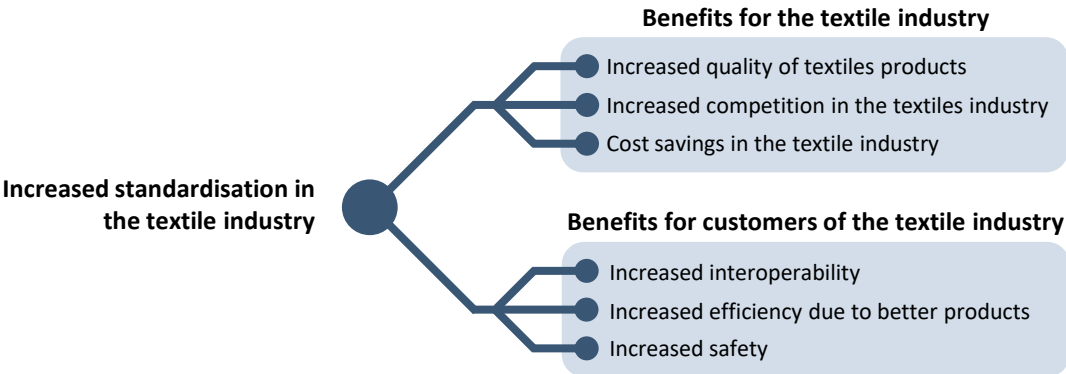 Benefits for the textile industry
Increased quality of textiles products
Increased competition in the textiles industry
Cost savings in the textile industry
Increased standardisation in
the textile industry
Benefits for customers of the textile industry
Increased interoperability
Increased efficiency due to better products
Increased safety